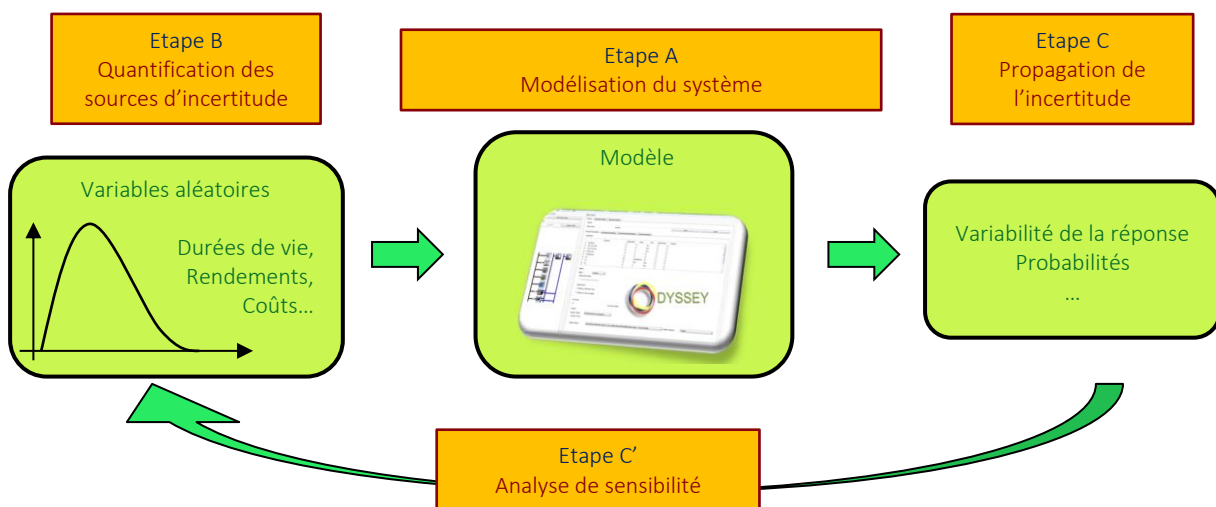 Etape B
Quantification des
sources d'incertitude
Etape A
Modélisation du système
Etape C
Propagation de
l'incertitude
Variables aléatoires
Durées de vie,
Rendements,
Coûts…
Modèle
ODYSSEY
Variabilité de la réponse
Probabilités
…
Etape C'
Analyse de sensibilité